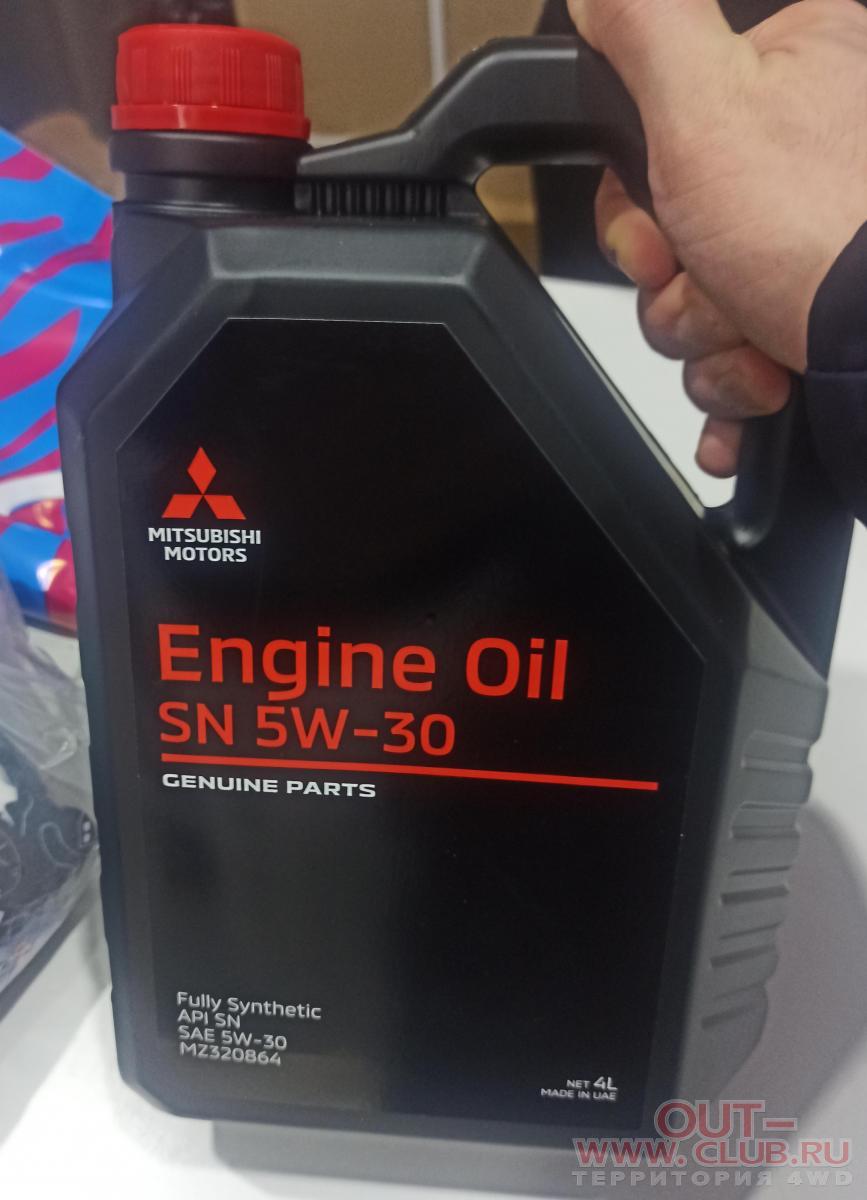 MITSUBISHI
MOTORS
Engine Oil
SN 5W-30
GENUINE PARTS
Fully Synthetic
API SN
SAE 5W-30
MZ320864
NET 4L
MADE IN UAE
OUT-
WWW.CLUB.RU
ТЕРРИТОРИЯ 4WD